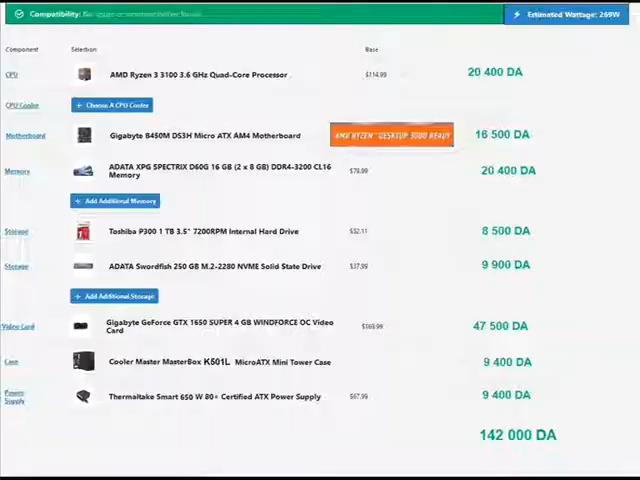 Compatibility: No issues or incompatibilities found.
Estimated Wattage: 269W
Component Selection Base
CPU AMD Ryzen 3 3100 3.6 GHz Quad-Core Processor $114.99 20 400 DA
CPU Cooler + Choose A CPU Cooler
Motherboard Gigabyte B450M DS3H Micro ATX AM4 Motherboard AMD RYZEN™ DESKTOP 3000 READY 16 500 DA
Memory ADATA XPG SPECTRIX D60G 16 GB (2 x 8 GB) DDR4-3200 CL16 $79.99 20 400 DA
Memory
+ Add Additional Memory
Storage Toshiba P300 1 TB 3.5" 7200RPM Internal Hard Drive $52.11 8 500 DA
Storage ADATA Swordfish 250 GB M.2-2280 NVME Solid State Drive $37.99 9 900 DA
+ Add Additional Storage
Video Card Gigabyte GeForce GTX 1650 SUPER 4 GB WINDFORCE OC Video 47 500 DA
Card
Case Cooler Master MasterBox K501L MicroATX Mini Tower Case 9 400 DA
Power
Supply Thermaltake Smart 650 W 80+ Certified ATX Power Supply $67.99 9 400 DA
142 000 DA